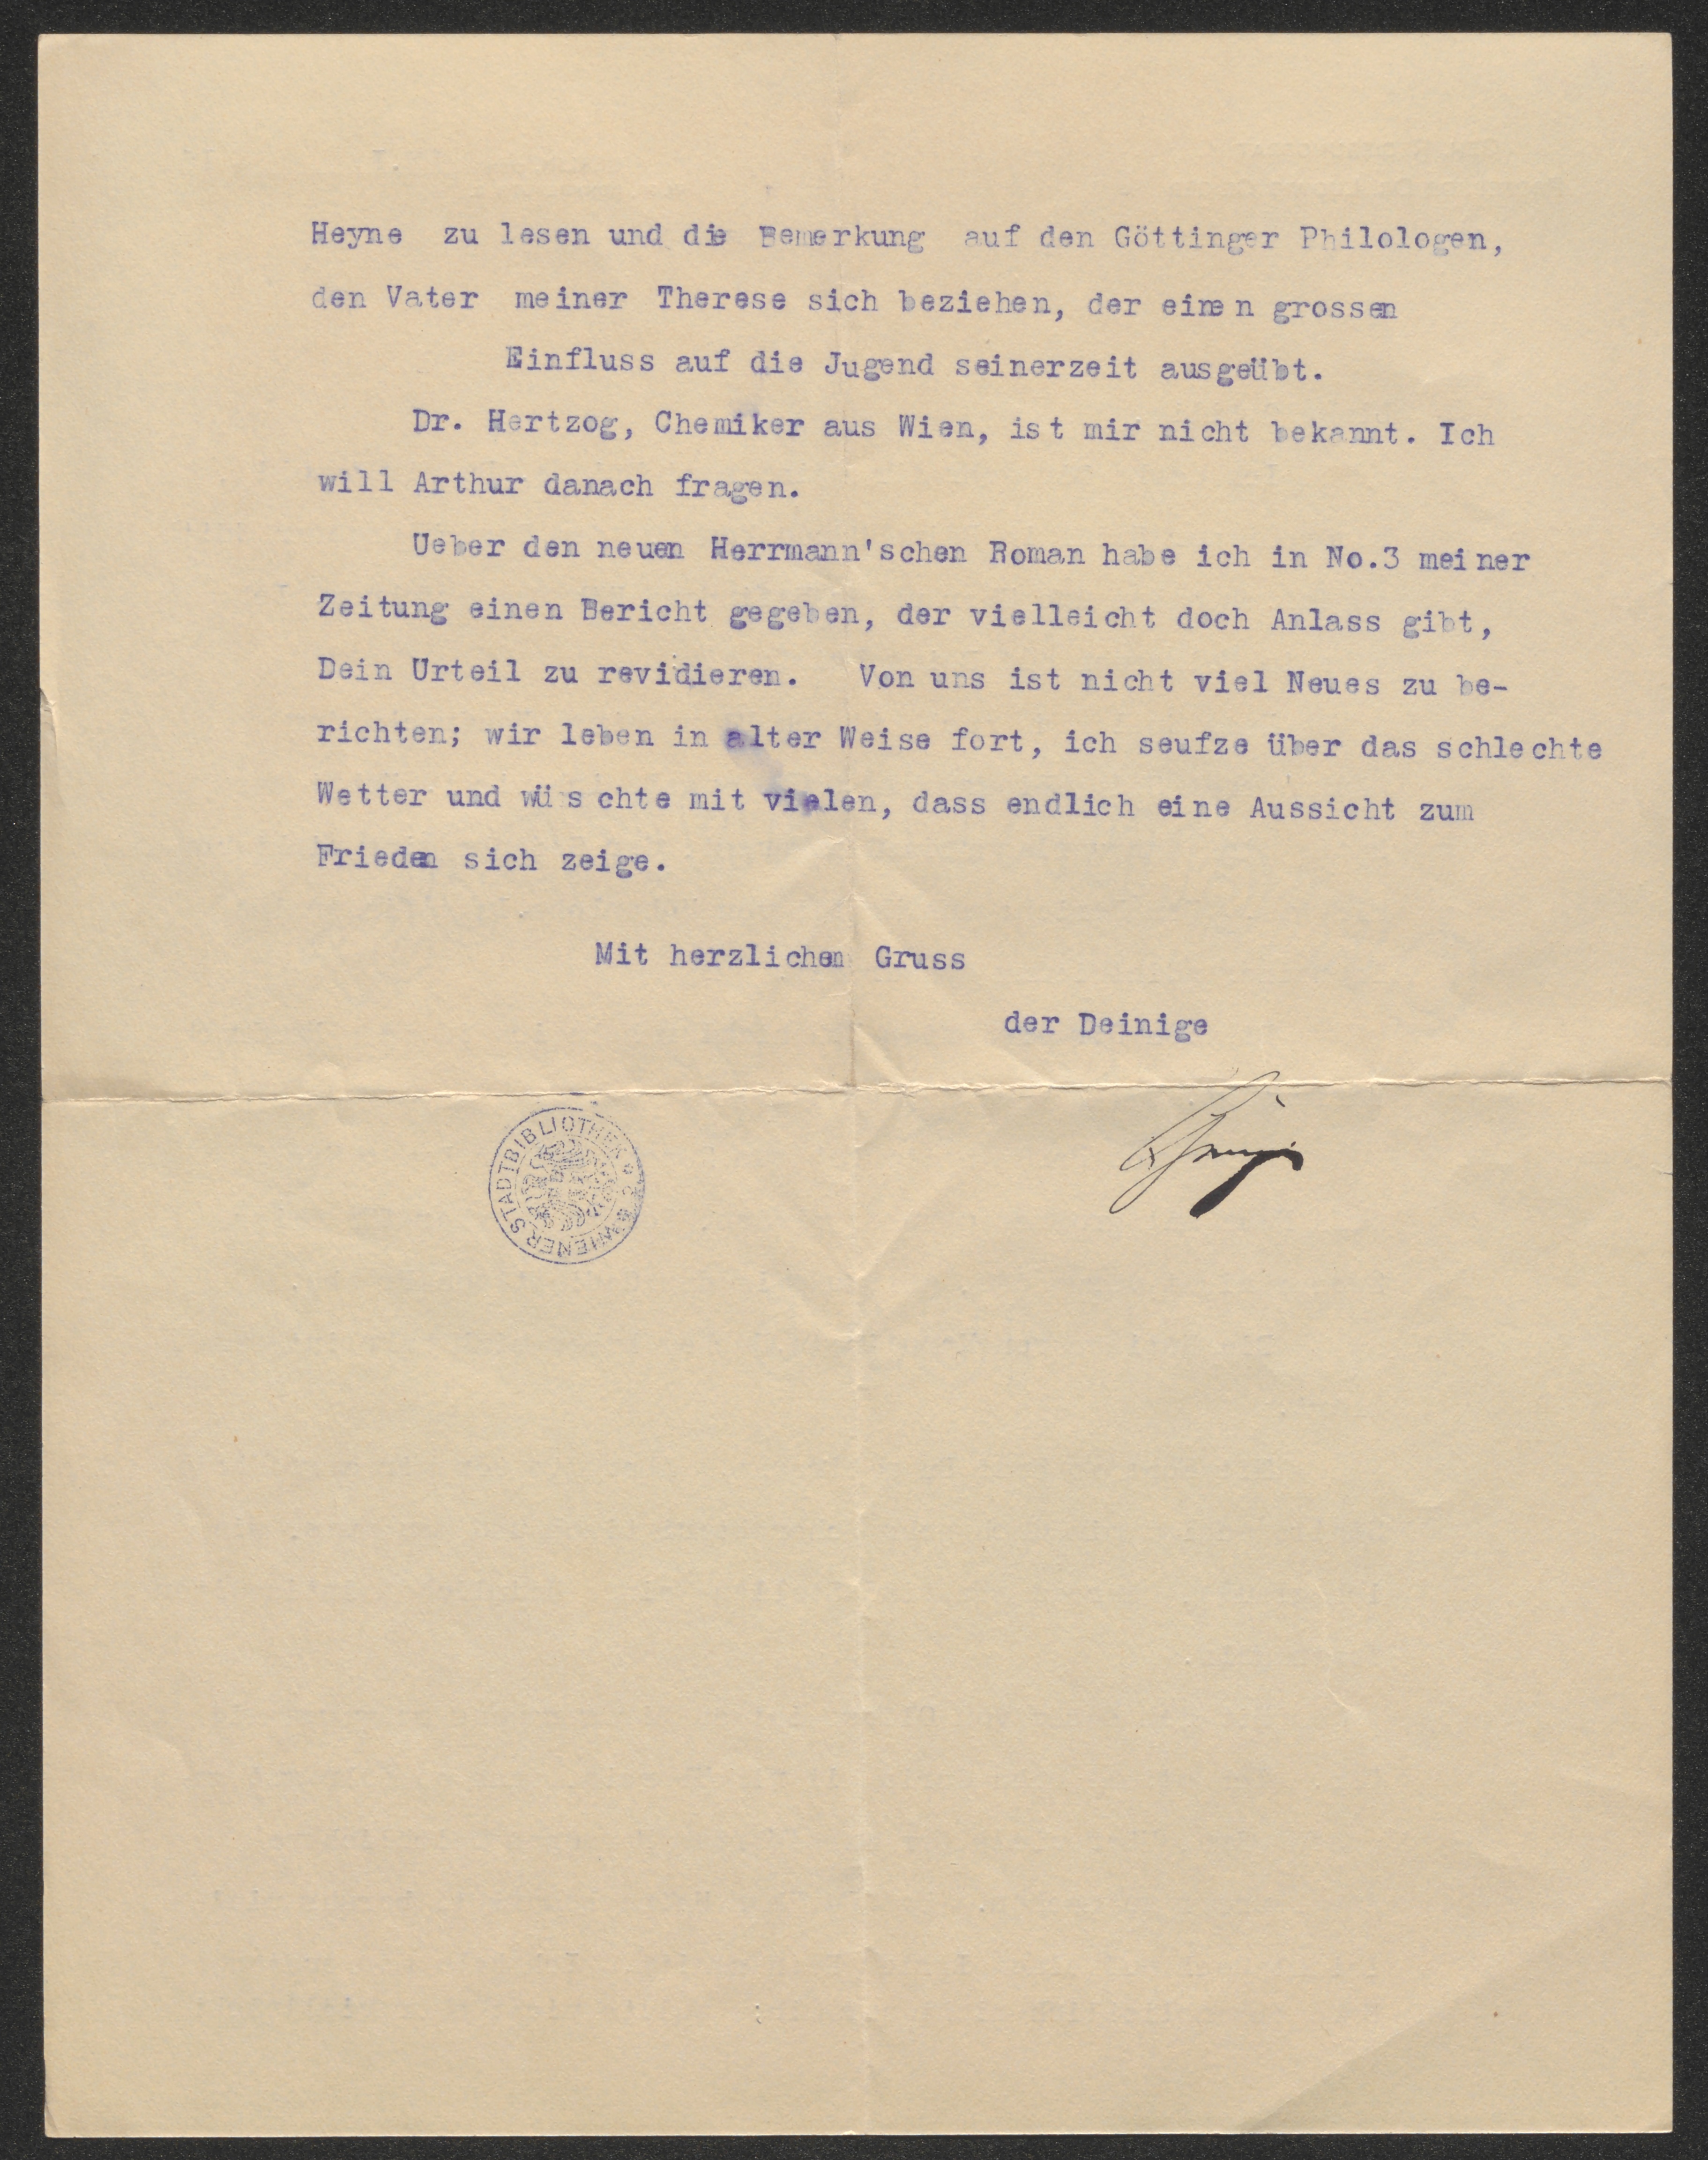 Heyne zu lesen und die Bemerkung auf den Göttinger Philologen,
den Vater meiner Therese sich beziehen, der einen grossen
Einfluss auf die Jugend seinerzeit ausgeübt.
Dr. Hertzog, Chemiker aus Wien, ist mir nicht bekannt. Ich
will Arthur danach fragen.
Ueber den neuen Herrmann'schen Roman habe ich in No.3 meiner
Zeitung einen Bericht gegeben, der vielleicht doch Anlass gibt,
Dein Urteil zu revidieren. Von uns ist nicht viel Neues zu be-
richten; wir leben in alter Weise fort, ich seufze über das schlechte
Wetter und wüschte mit vielen, dass endlich eine Aussicht zum
Frieden sich zeige.
Mit herzlichen Gruss
der Deinige
WIENER STADTBIBLIOTHEK